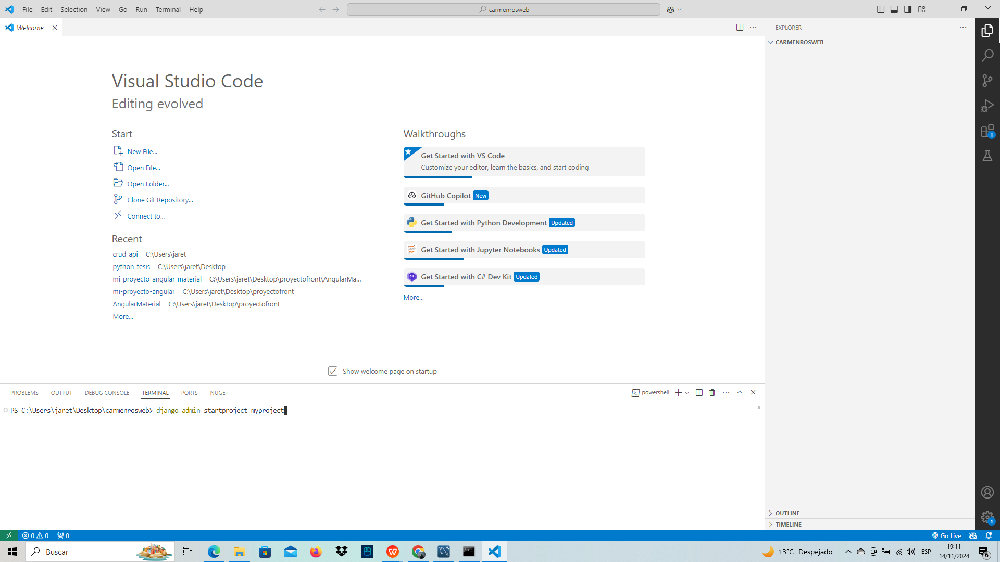 File Edit Selection View Go Run Terminal Help
carmenrosweb
Welcome
EXPLORER
CARMENROSWEB
Visual Studio Code
Editing evolved
Start
New File...
Open File...
Open Folder...
Clone Git Repository...
Connect to...
Recent
crud-api C:\Users\jaret
python_tesis C:\Users\jaret\Desktop
mi-proyecto-angular-material C:\Users\jaret\Desktop\proyectofront\AngularMa...
mi-proyecto-angular C:\Users\jaret\Desktop\proyectofront
AngularMaterial C:\Users\jaret\Desktop\proyectofront
More...
Walkthroughs
Get Started with VS Code
Customize your editor, learn the basics, and start coding
GitHub Copilot New
Get Started with Python Development Updated
Get Started with Jupyter Notebooks Updated
Get Started with C# Dev Kit Updated
More...
Show welcome page on startup
PROBLEMS OUTPUT DEBUG CONSOLE TERMINAL PORTS NUGET
powershell
PS C:\Users\jaret\Desktop\carmenrosweb> django-admin startproject myproject
OUTLINE
TIMELINE
1
1
0 0 0
Go Live
Buscar
13°C Despejado
ESP
19:11
14/11/2024
6